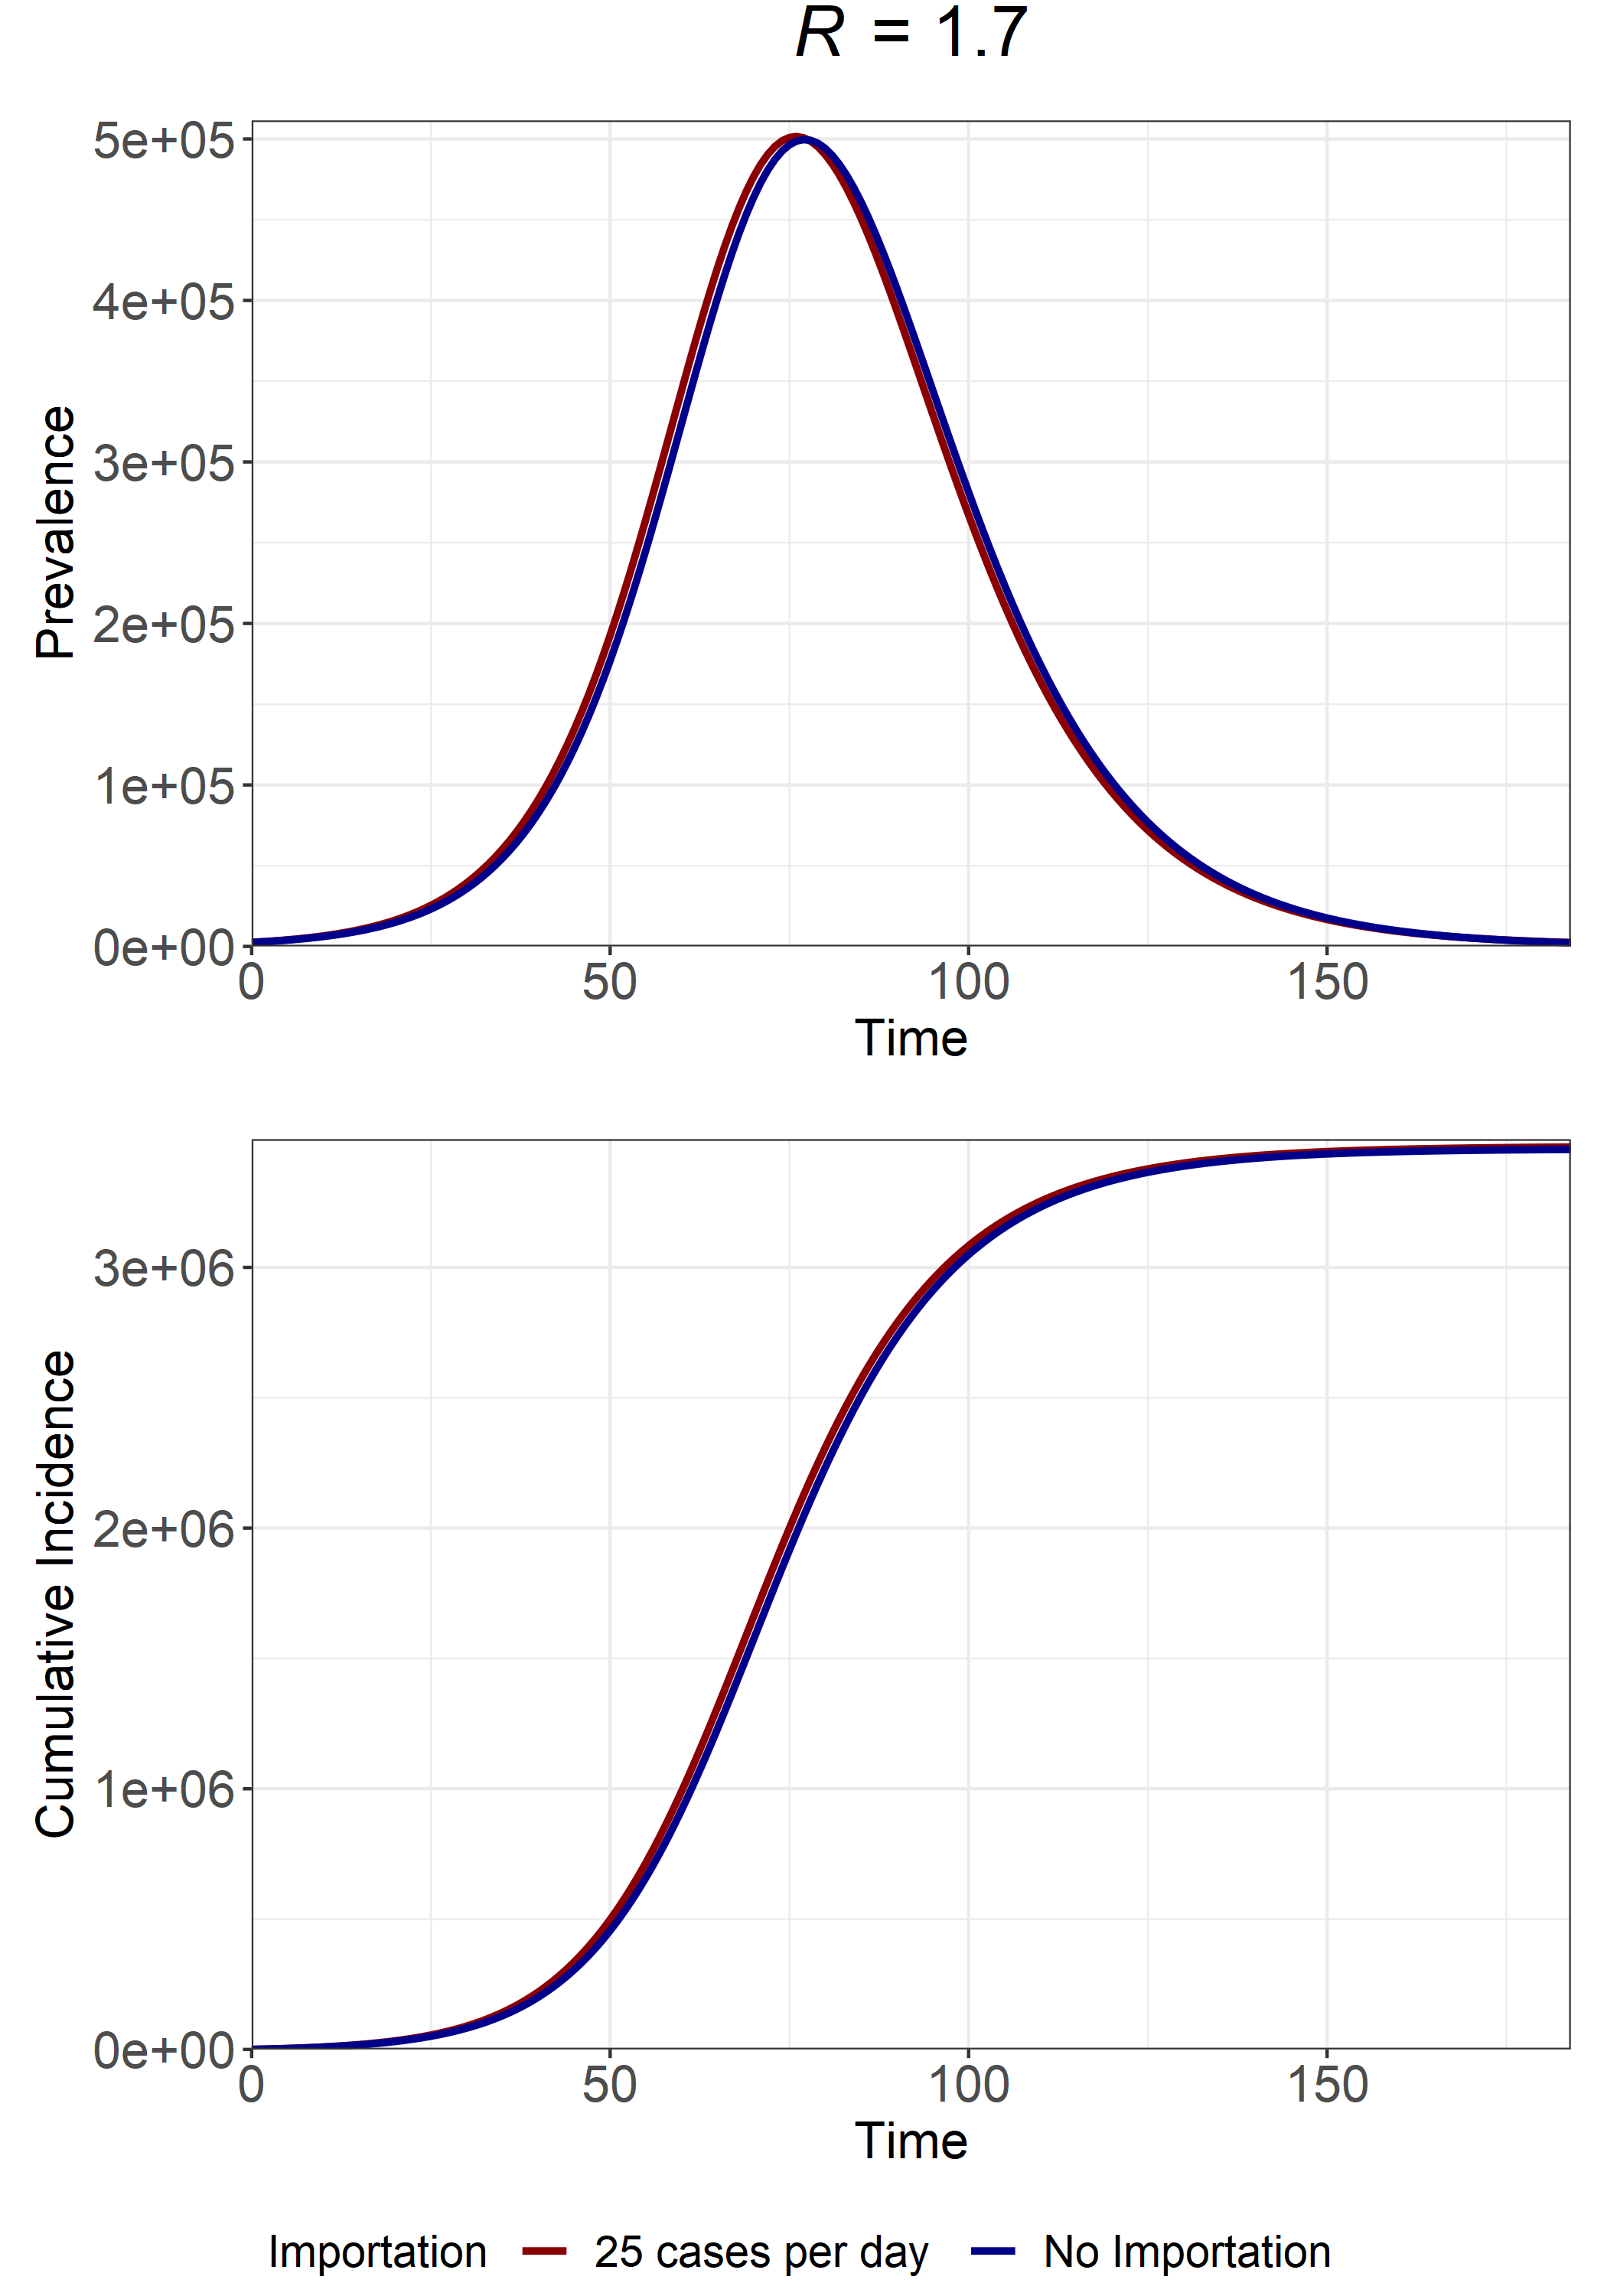 R = 1.7
5e+05
4e+05
3e+05
2e+05
1e+05
0e+00
Prevalence
0 50 100 150
Time
3e+06
2e+06
1e+06
0e+00
Cumulative Incidence
0 50 100 150
Time
Importation 25 cases per day No Importation